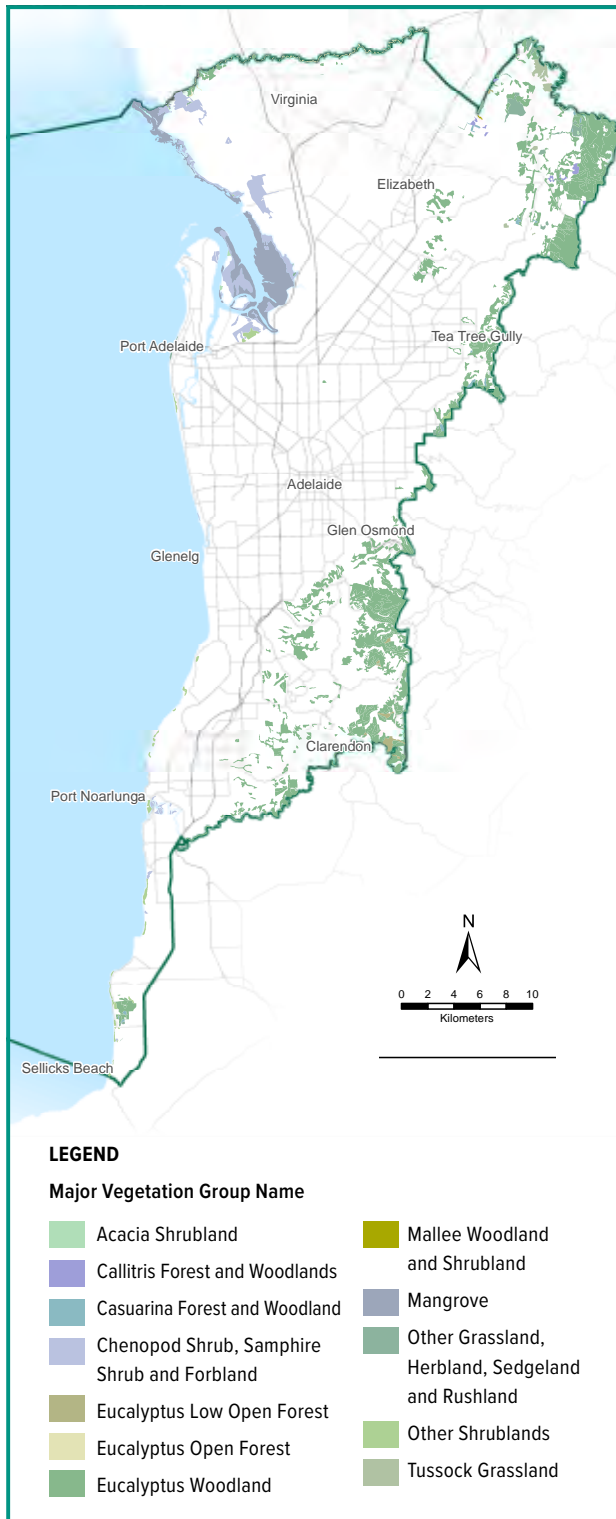 Virginia
Elizabeth
Tea Tree Gully
Port Adelaide
Adelaide
Glen Osmond
Glenelg
Clarendon
Port Noarlunga
N
0 2 4 6 8 10
Kilometers
Sellicks Beach
LEGEND
Major Vegetation Group Name
Acacia Shrubland
Callitris Forest and Woodlands
Casuarina Forest and Woodland
Chenopod Shrub, Samphire
Shrub and Forbland
Eucalyptus Low Open Forest
Eucalyptus Open Forest
Eucalyptus Woodland
Mallee Woodland
and Shrubland
Mangrove
Other Grassland,
Herbland, Sedgeland
and Rushland
Other Shrublands
Tussock Grassland